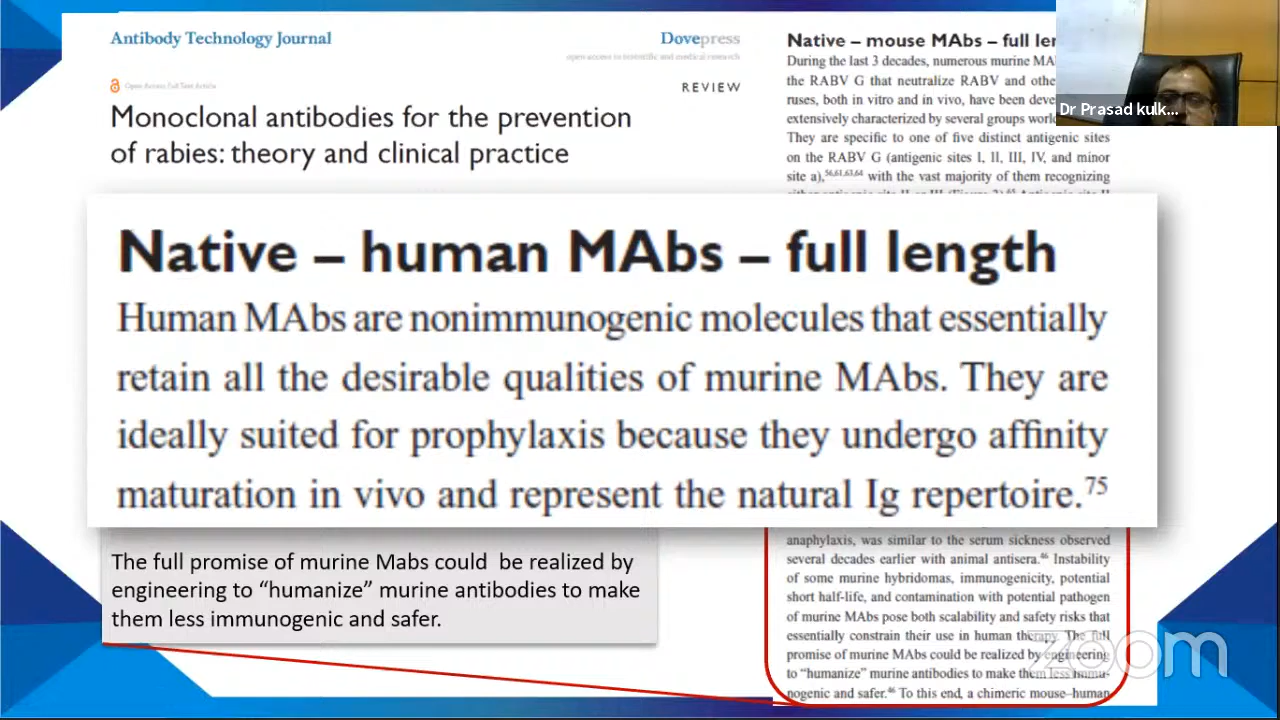 Antibody Technology Journal
Dovepress
open access to scientific and medical research
Open Access Full Text Article
REVIEW
Monoclonal antibodies for the prevention
of rabies: theory and clinical practice
Native – mouse MAbs – full
During the last 3 decades, numerous murine
the RABV G that neutralize RABV and
ruses, both in vitro and in vivo, have been
extensively characterized by several groups
They are specific to one of five distinct antigenic sites
on the RABV G (antigenic sites I, II, III, IV, and minor
site a),56,61,63,64 with the vast majority of them recognizing
Dr Prasad kulk...
Native – human MAbs – full length
Human MAbs are nonimmunogenic molecules that essentially
retain all the desirable qualities of murine MAbs. They are
ideally suited for prophylaxis because they undergo affinity
maturation in vivo and represent the natural Ig repertoire.75
The full promise of murine Mabs could be realized by
engineering to “humanize” murine antibodies to make
them less immunogenic and safer.
anaphylaxis, was similar to the serum sickness observed
several decades earlier with animal antisera.46 Instability
of some murine hybridomas, immunogenicity, potential
short half-life, and contamination with potential pathogen
of murine MAbs pose both scalability and safety risks that
essentially constrain their use in human therapy. The full
promise of murine MAbs could be realized by engineering
to “humanize” murine antibodies to make them less immu-
nogenic and safer.46 To this end, a chimeric mouse–human
zoom